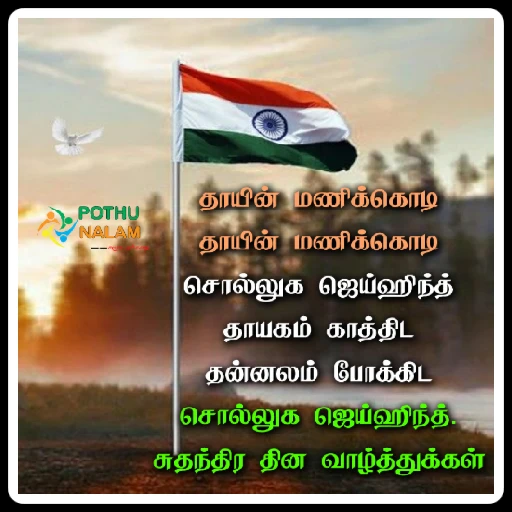 POTHU
NALAM
தாயின் மணிக்கொடி
தாயின் மணிக்கொடி
சொல்லுக ஜெய்ஹிந்த்
தாயகம் காத்திட
தன்னலம் போக்கிட
சொல்லுக ஜெய்ஹிந்த்.
சுதந்திர தின வாழ்த்துக்கள்